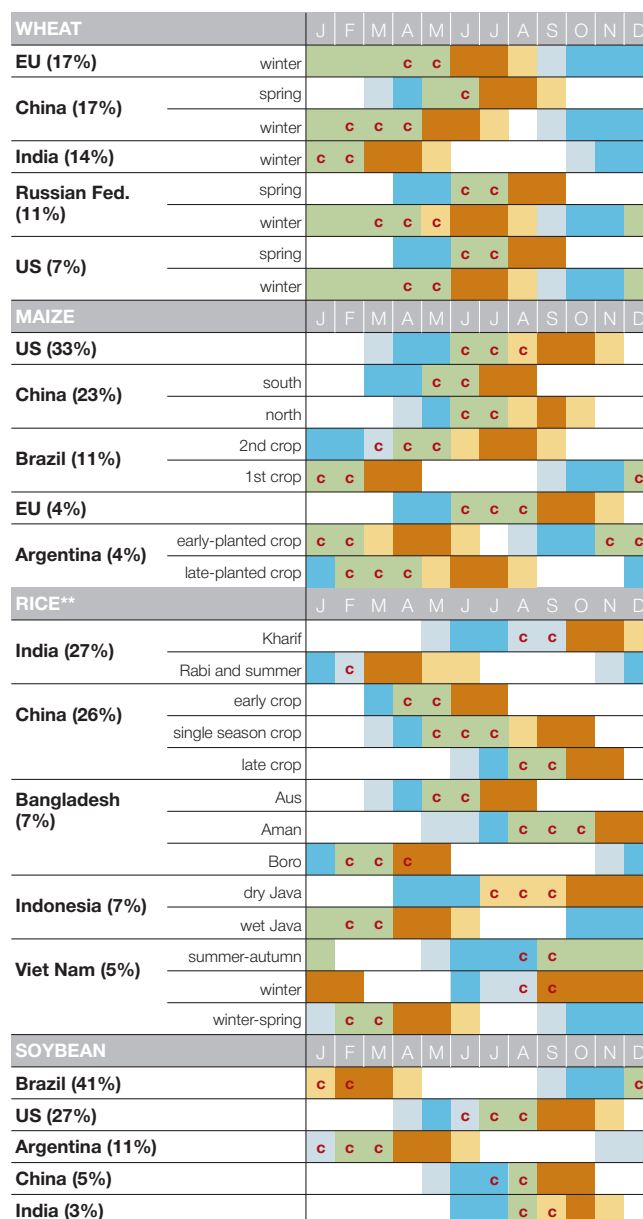 WHEAT J F M A M J J A S O N D
EU (17%) winter c c
China (17%) spring c
winter c c c
India (14%) winter c c
Russian Fed. (11%) spring c c
winter c c c
US (7%) spring c c
winter c c
MAIZE J F M A M J J A S O N D
US (33%) c c c
China (23%) south c c
north c c
Brazil (11%) 2nd crop c c c
1st crop c c c
EU (4%) c c c
Argentina (4%) early-planted crop c c c c
late-planted crop c c c
RICE** J F M A M J J A S O N D
India (27%) Kharif c c
Rabi and summer c
China (26%) early crop c c
single season crop c c c
late crop c c
Bangladesh (7%) Aus c c
Aman c c c
Boro c c c
Indonesia (7%) dry Java c c c
wet Java c c
Viet Nam (5%) summer-autumn c c
winter c c
winter-spring c c
SOYBEAN J F M A M J J A S O N D
Brazil (41%) c c c
US (27%) c c c
Argentina (11%) c c c
China (5%) c c
India (3%) c c